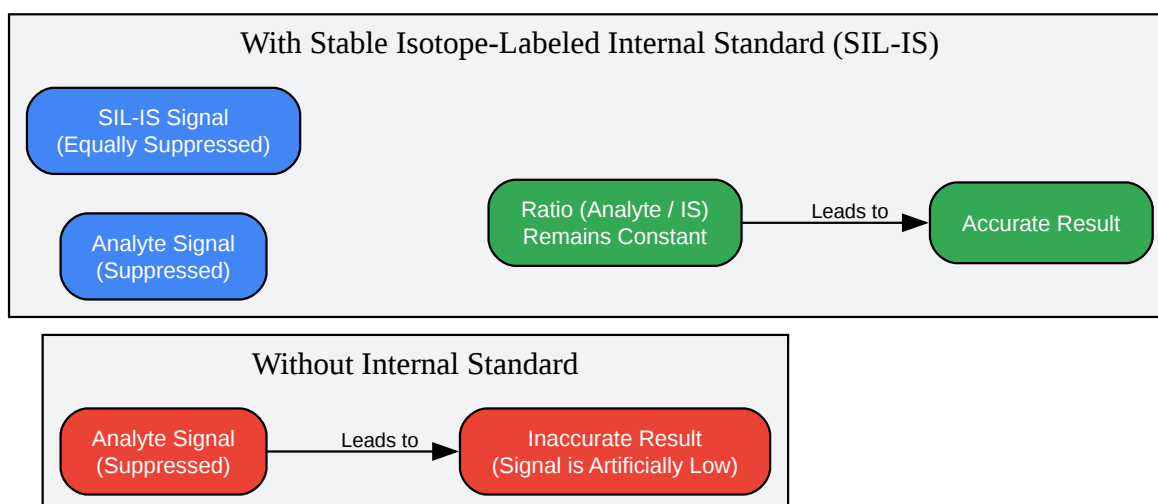 With Stable Isotope-Labeled Internal Standard (SIL-IS)
SIL-IS Signal
(Equally Suppressed)
Analyte Signal
(Suppressed)
Ratio (Analyte / IS)
Remains Constant
Leads to
Accurate Result
Without Internal Standard
Analyte Signal
(Suppressed)
Leads to
Inaccurate Result
(Signal is Artificially Low)